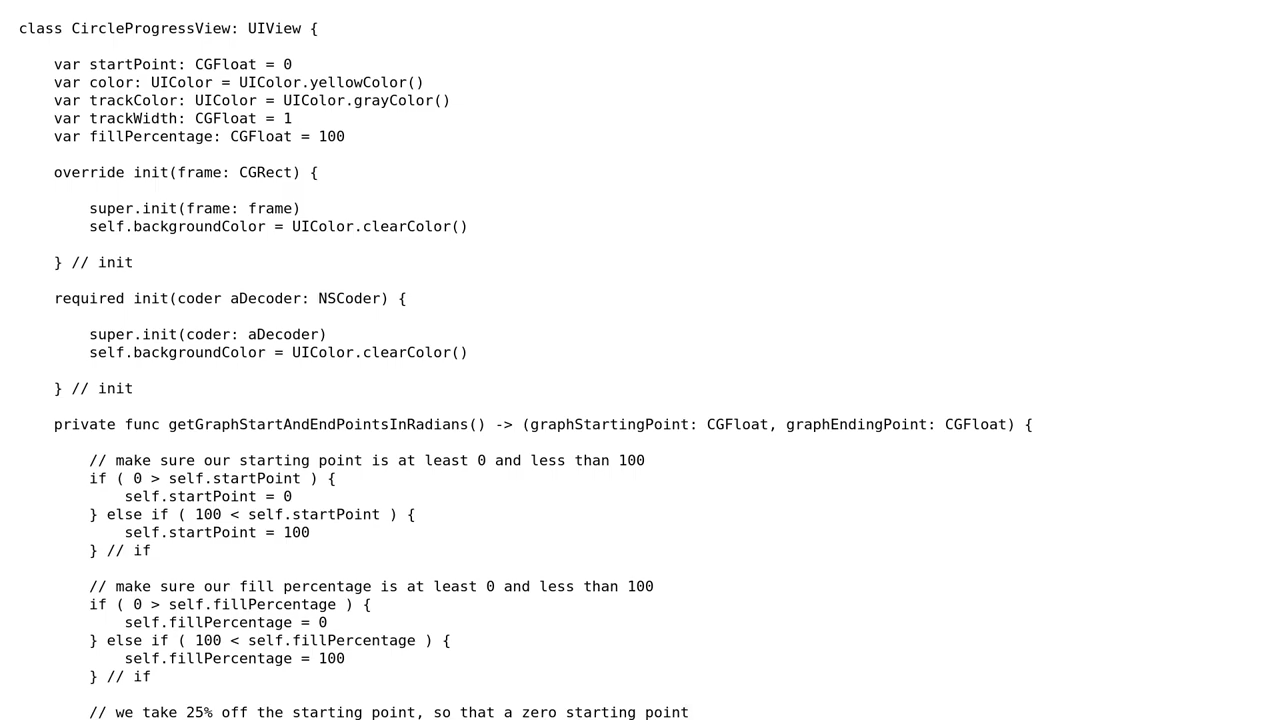 class CircleProgressView: UIView {
    var startPoint: CGFloat = 0
    var color: UIColor = UIColor.yellowColor()
    var trackColor: UIColor = UIColor.grayColor()
    var trackWidth: CGFloat = 1
    var fillPercentage: CGFloat = 100
    override init(frame: CGRect) {
        super.init(frame: frame)
        self.backgroundColor = UIColor.clearColor()
    } // init
    required init(coder aDecoder: NSCoder) {
        super.init(coder: aDecoder)
        self.backgroundColor = UIColor.clearColor()
    } // init
    private func getGraphStartAndEndPointsInRadians() -> (graphStartingPoint: CGFloat, graphEndingPoint: CGFloat) {
        // make sure our starting point is at least 0 and less than 100
        if ( 0 > self.startPoint ) {
            self.startPoint = 0
        } else if ( 100 < self.startPoint ) {
            self.startPoint = 100
        } // if
        // make sure our fill percentage is at least 0 and less than 100
        if ( 0 > self.fillPercentage ) {
            self.fillPercentage = 0
        } else if ( 100 < self.fillPercentage ) {
            self.fillPercentage = 100
        } // if
        // we take 25% off the starting point, so that a zero starting point